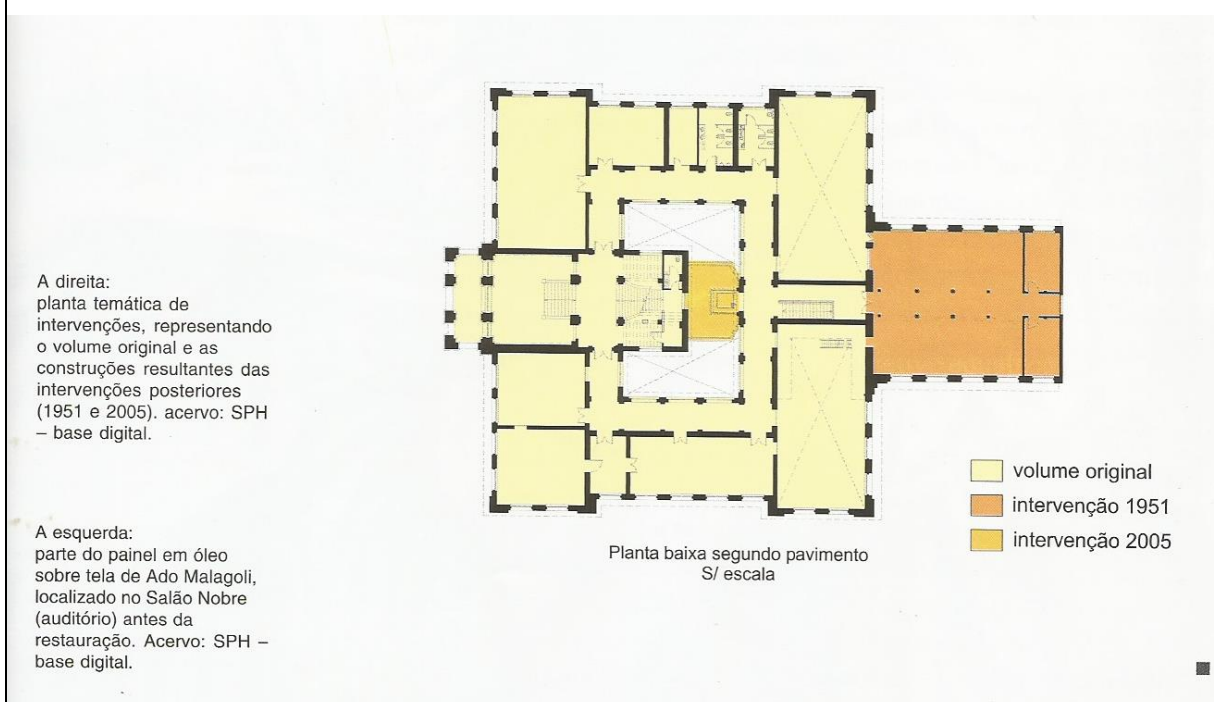 A direita:
planta temática de
intervenções, representando
o volume original e as
construções resultantes das
intervenções posteriores
(1951 e 2005). acervo: SPH
– base digital.
A esquerda:
parte do painel em óleo
sobre tela de Ado Malagoli,
localizado no Salão Nobre
(auditório) antes da
restauração. Acervo: SPH –
base digital.
Planta baixa segundo pavimento
S/ escala
volume original
intervenção 1951
intervenção 2005